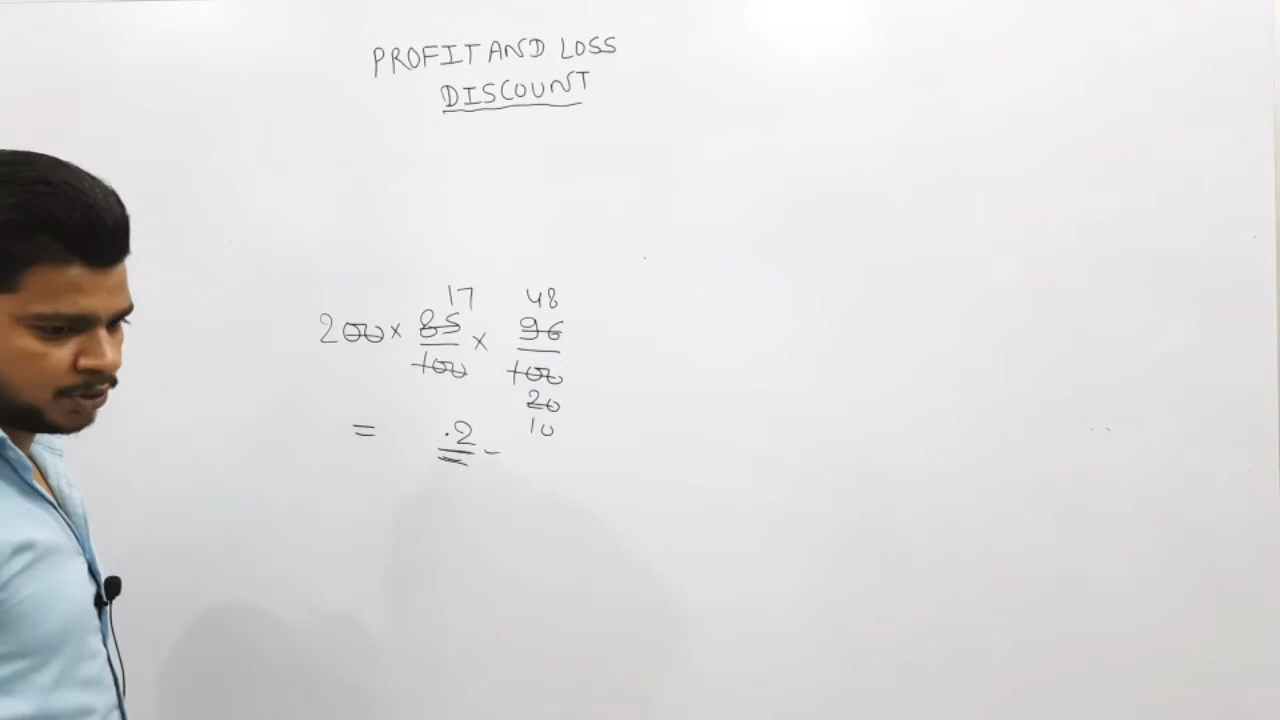 PROFIT AND LOSS
DISCOUNT
17 48
200 × 85 × 96
100 100
20
= .2 - 10